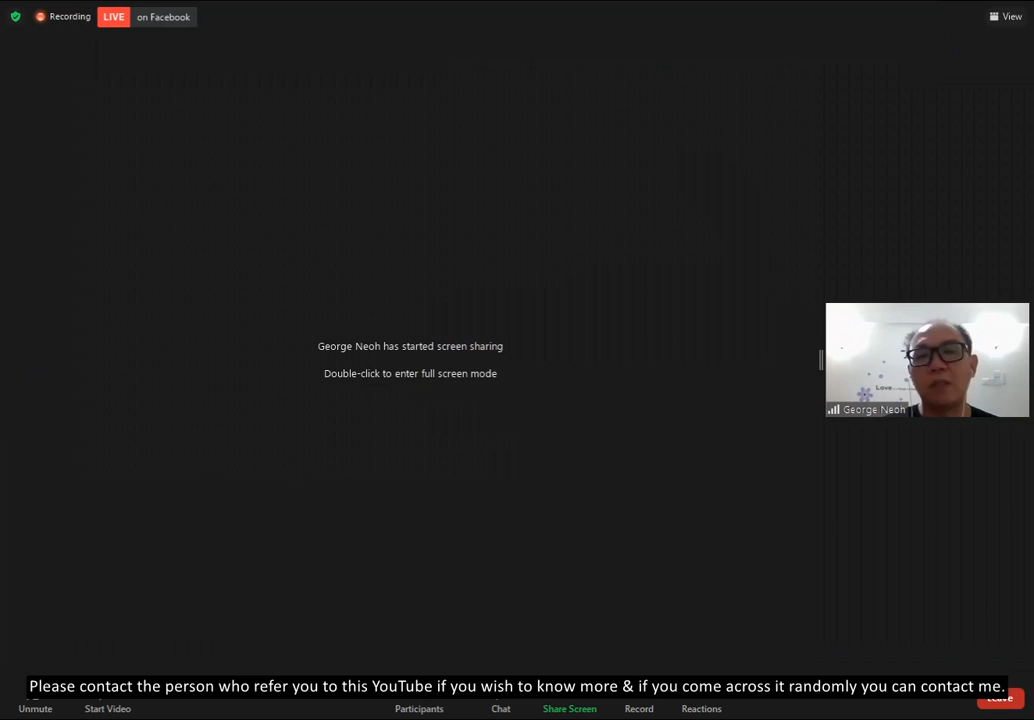 Recording LIVE on Facebook View
George Neoh has started screen sharing
Double-click to enter full screen mode
Love
George Neoh
Please contact the person who refer you to this YouTube if you wish to know more & if you come across it randomly you can contact me.
Leave
Unmute Start Video Participants Chat Share Screen Record Reactions